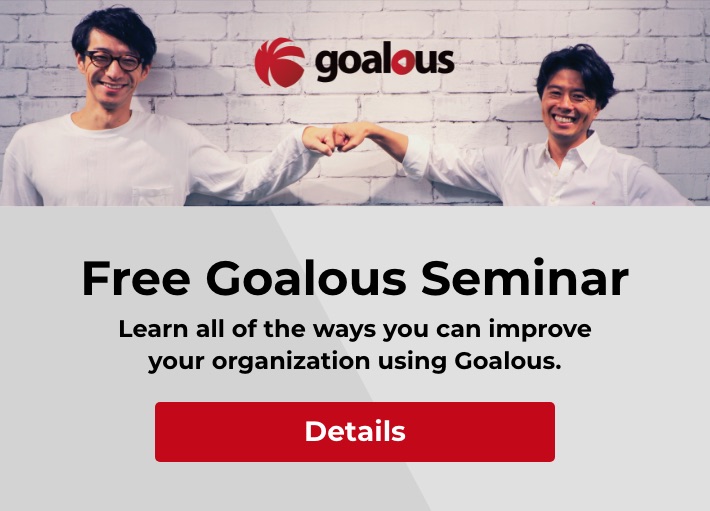 goalous
Free Goalous Seminar
Learn all of the ways you can improve
your organization using Goalous.
Details